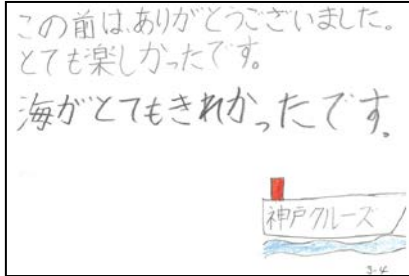 この前は、ありがとうございました。
とても楽しかったです。
海がとてもきれかったです。
神戸クルーズ
3-4